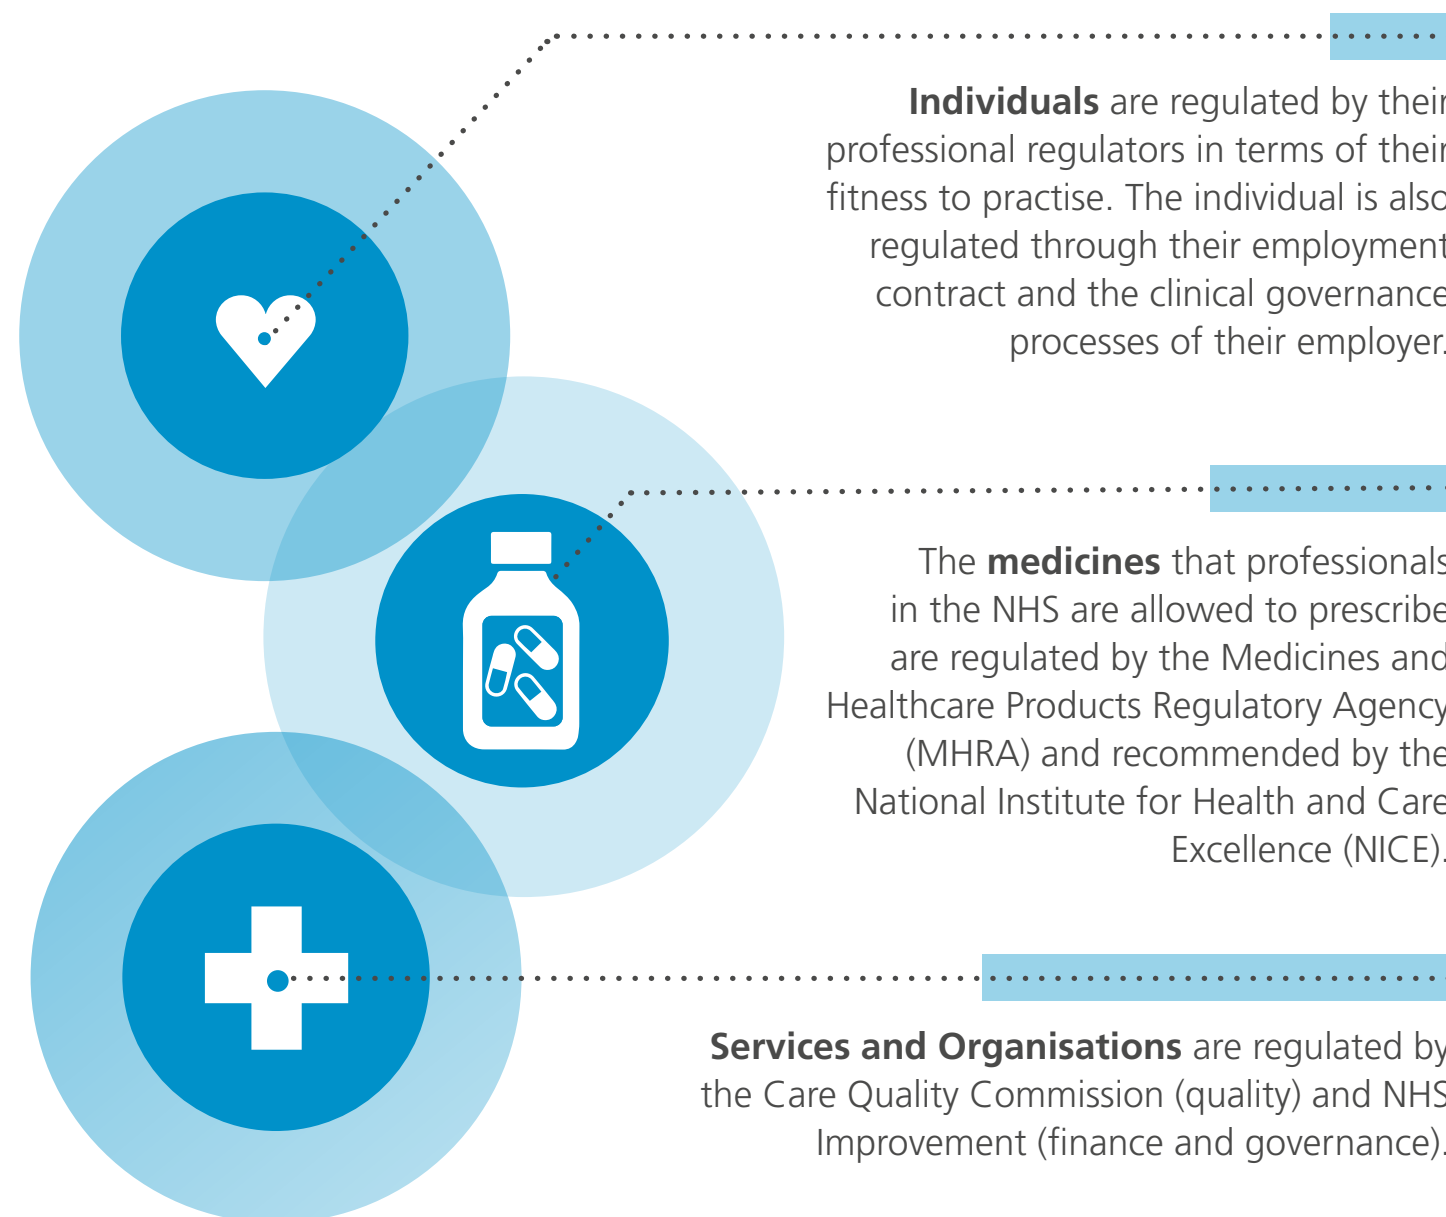 Individuals are regulated by their
professional regulators in terms of their
fitness to practise. The individual is also
regulated through their employment
contract and the clinical governance
processes of their employer.
The medicines that professionals
in the NHS are allowed to prescribe
are regulated by the Medicines and
Healthcare Products Regulatory Agency
(MHRA) and recommended by the
National Institute for Health and Care
Excellence (NICE).
Services and Organisations are regulated by
the Care Quality Commission (quality) and NHS
Improvement (finance and governance).